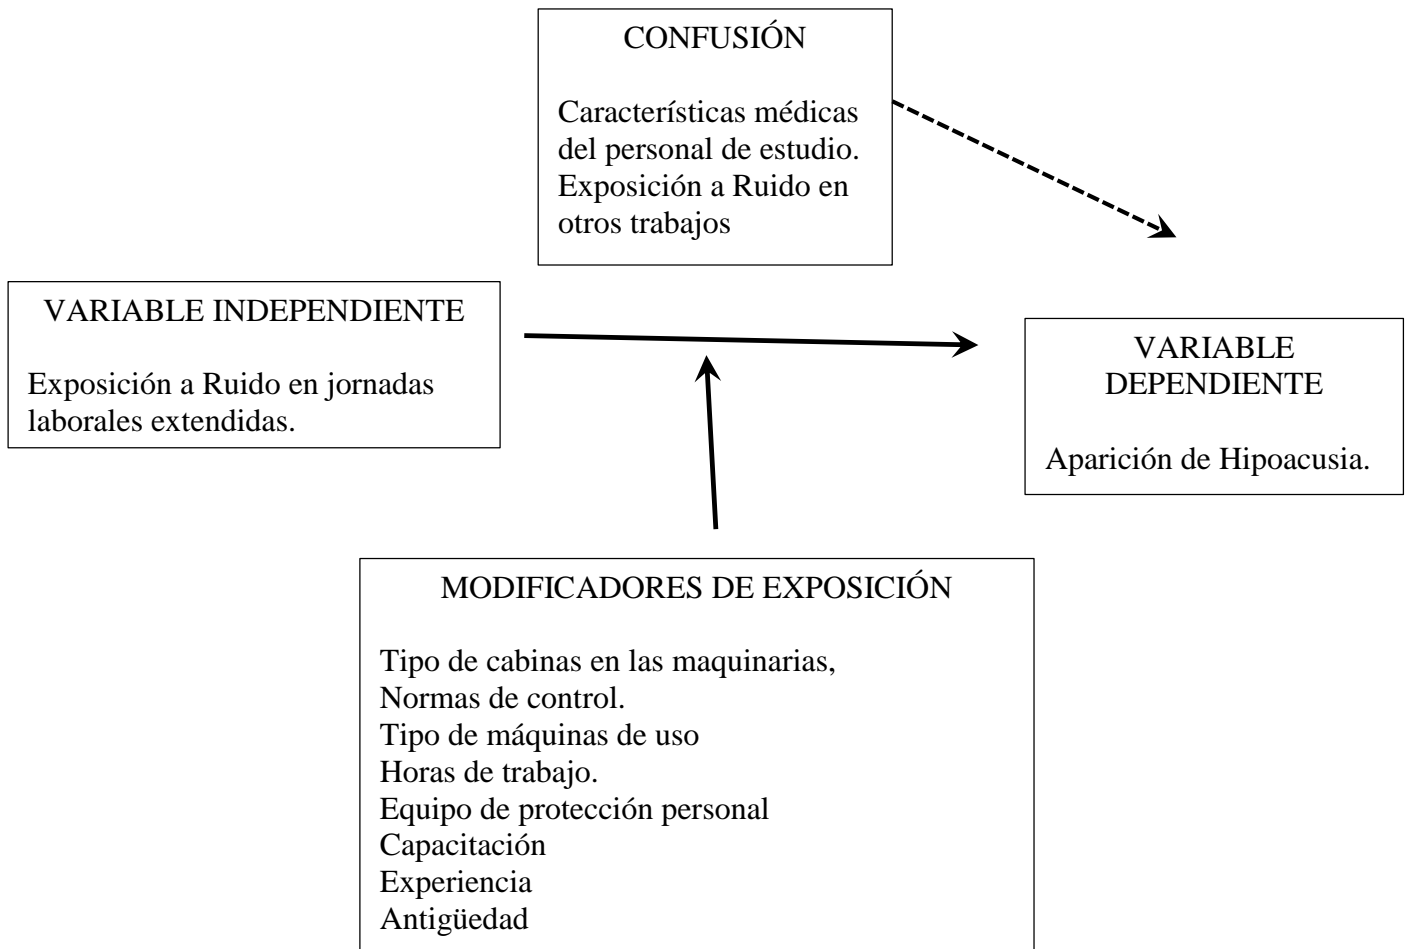 CONFUSIÓN
Características médicas
del personal de estudio.
Exposición a Ruido en
otros trabajos
VARIABLE INDEPENDIENTE
Exposición a Ruido en jornadas
laborales extendidas.
VARIABLE
DEPENDIENTE
Aparición de Hipoacusia.
MODIFICADORES DE EXPOSICIÓN
Tipo de cabinas en las maquinarias,
Normas de control.
Tipo de máquinas de uso
Horas de trabajo.
Equipo de protección personal
Capacitación
Experiencia
Antigüedad